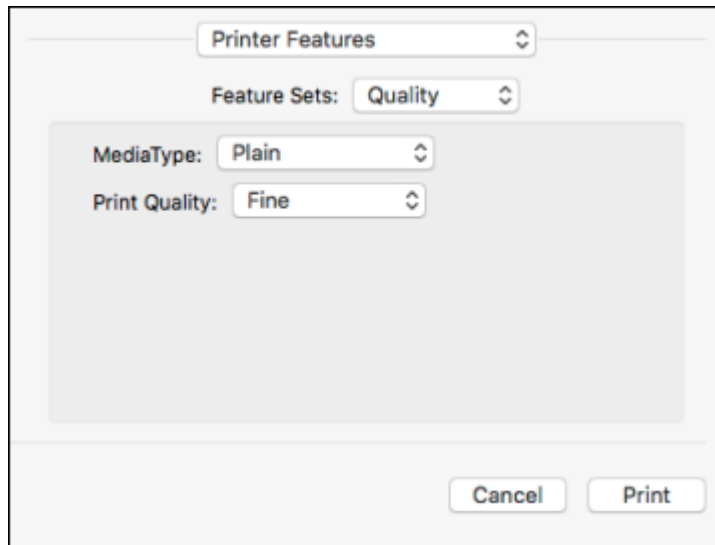 Printer Features
Feature Sets: Quality
MediaType: Plain
Print Quality: Fine
Cancel Print